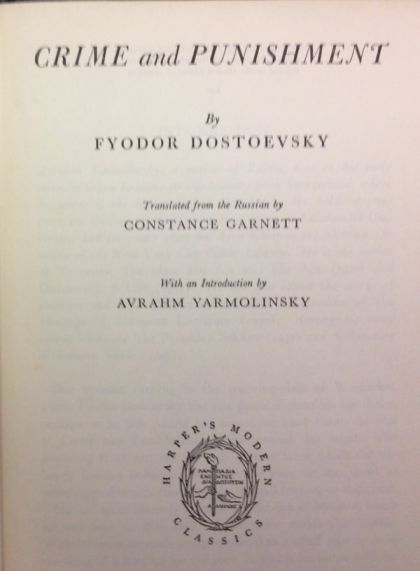 CRIME and PUNISHMENT
By
FYODOR DOSTOEVSKY
Translated from the Russian by
CONSTANCE GARNETT
With an Introduction by
AVRAHM YARMOLINSKY
HARPER'S MODERN
CLASSICS